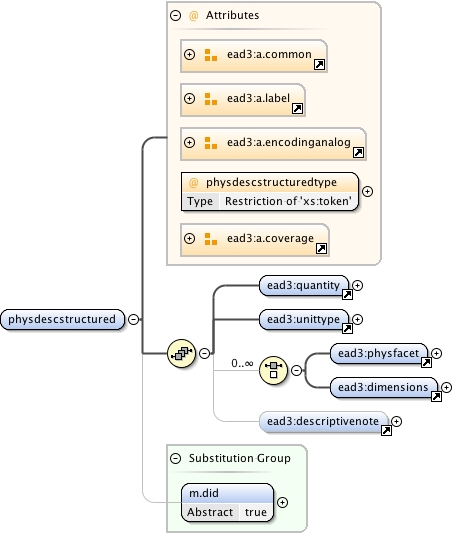 @ Attributes
ead3:a.common
ead3:a.label
ead3:a.encodinganalog
@ physdescstructuredtype
Type Restriction of 'xs:token'
ead3:a.coverage
physdescstructured
ead3:quantity
ead3:unittype
0..∞
ead3:physfacet
ead3:dimensions
ead3:descriptivenote
Substitution Group
m.did
Abstract true